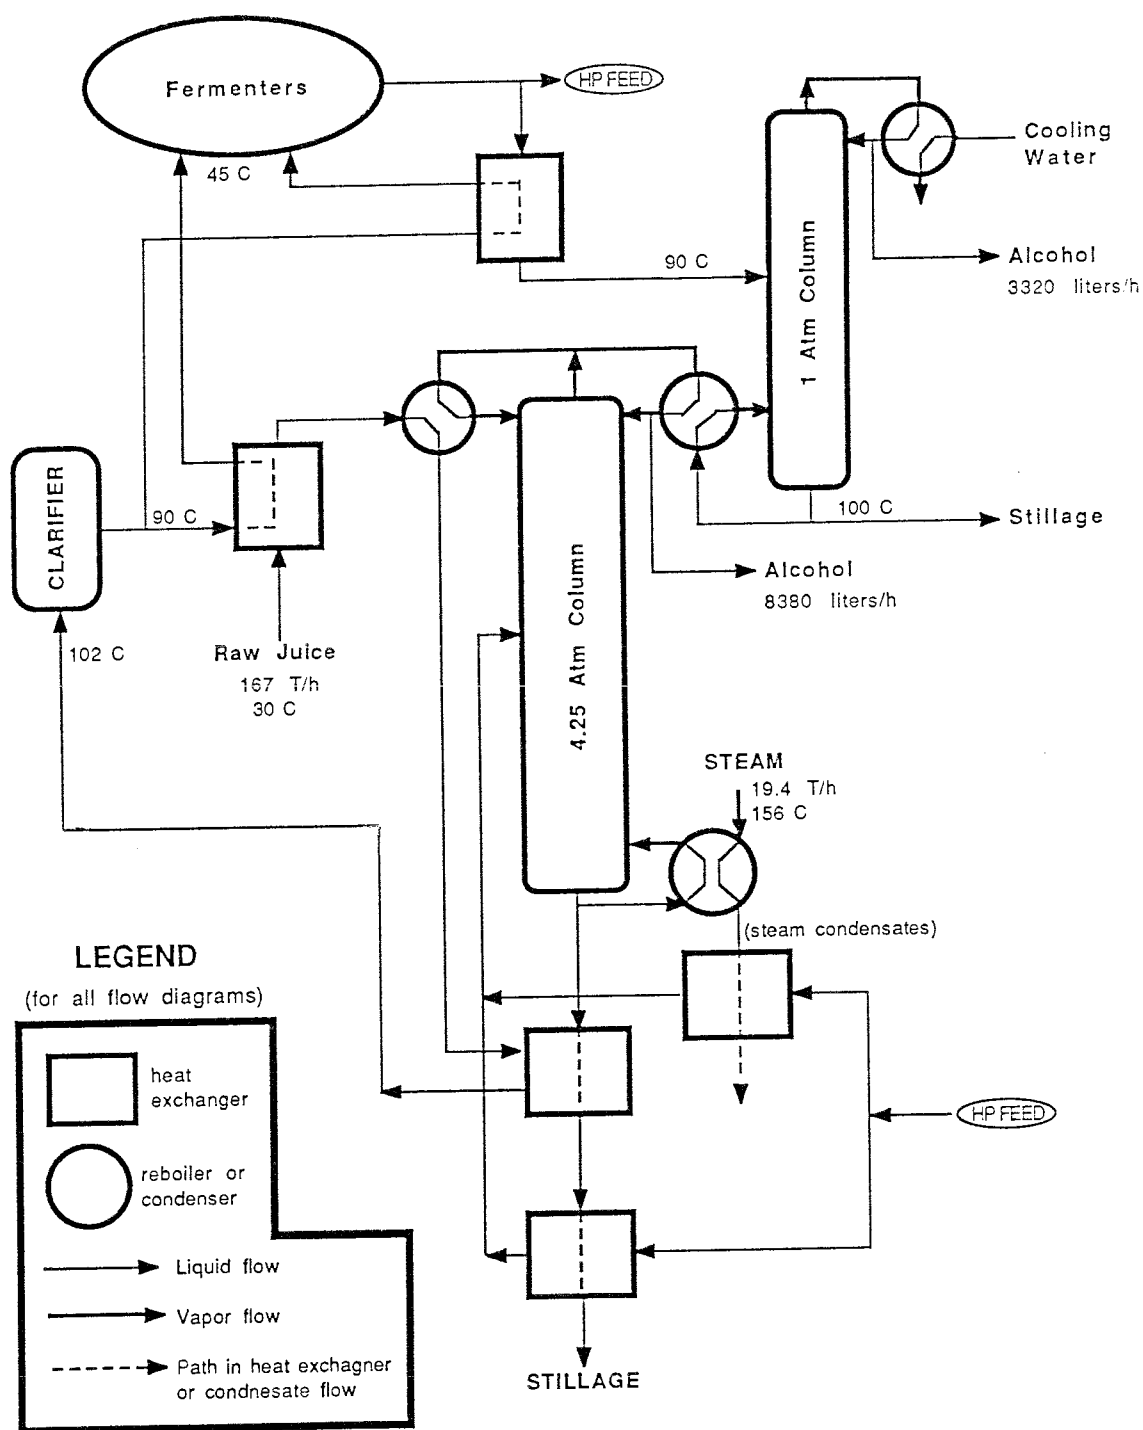 Fermenters
HP FEED
45 C
Cooling
Water
90 C
1 Atm Column
Alcohol
3320 liters/h
CLARIFIER
90 C
100 C
Stillage
Alcohol
8380 liters/h
4.25 Atm Column
102 C
Raw Juice
167 T/h
30 C
STEAM
19.4 T/h
156 C
(steam condensates)
HP FEED
STILLAGE
LEGEND
(for all flow diagrams)
heat
exchanger
reboiler or
condenser
Liquid flow
Vapor flow
Path in heat exchagner
or condnesate flow